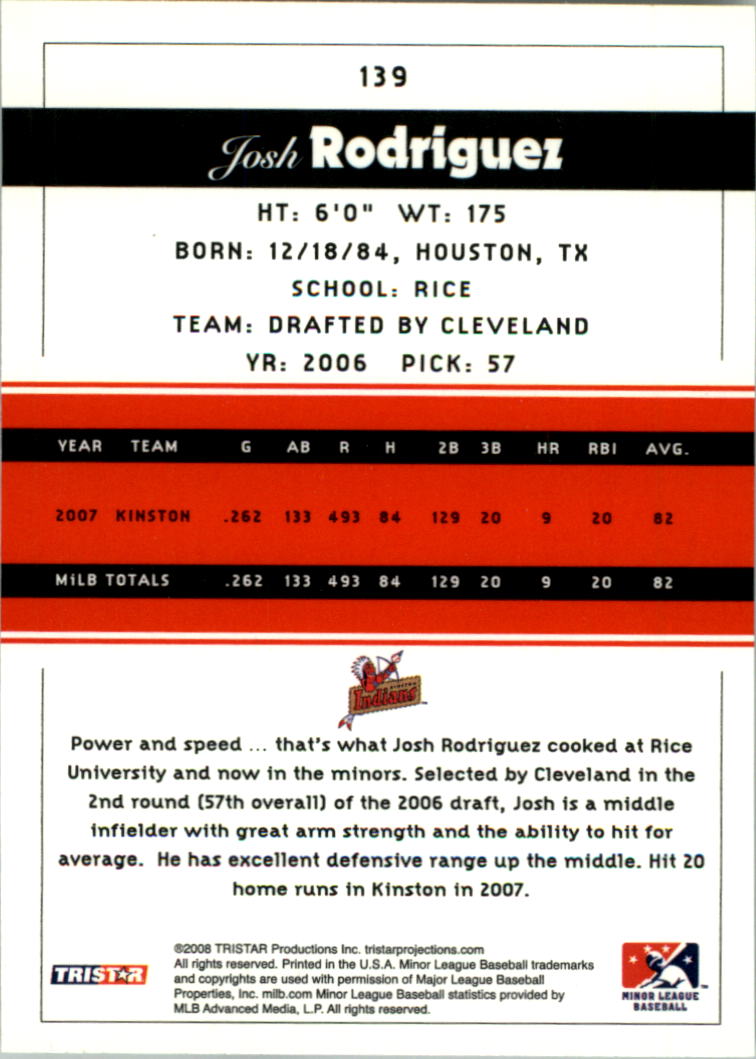 139
Josh Rodriguez
HT: 6'0" WT: 175
BORN: 12/18/84, HOUSTON, TX
SCHOOL: RICE
TEAM: DRAFTED BY CLEVELAND
YR: 2006 PICK: 57
YEAR TEAM G AB R H 2B 3B HR RBI AVG.
2007 KINSTON .262 133 493 84 129 20 9 20 82
MiLB TOTALS .262 133 493 84 129 20 9 20 82
KINSTON
Indians
Power and speed ... that's what Josh Rodriguez cooked at Rice
University and now in the minors. Selected by Cleveland in the
2nd round (57th overall) of the 2006 draft, Josh is a middle
infielder with great arm strength and the ability to hit for
average. He has excellent defensive range up the middle. Hit 20
home runs in Kinston in 2007.
©2008 TRISTAR Productions Inc. tristarprojections.com
All rights reserved. Printed in the U.S.A. Minor League Baseball trademarks
and copyrights are used with permission of Major League Baseball
Properties, Inc. milb.com Minor League Baseball statistics provided by
MLB Advanced Media, L.P. All rights reserved.
TRISTAR
MINOR LEAGUE
BASEBALL
TM